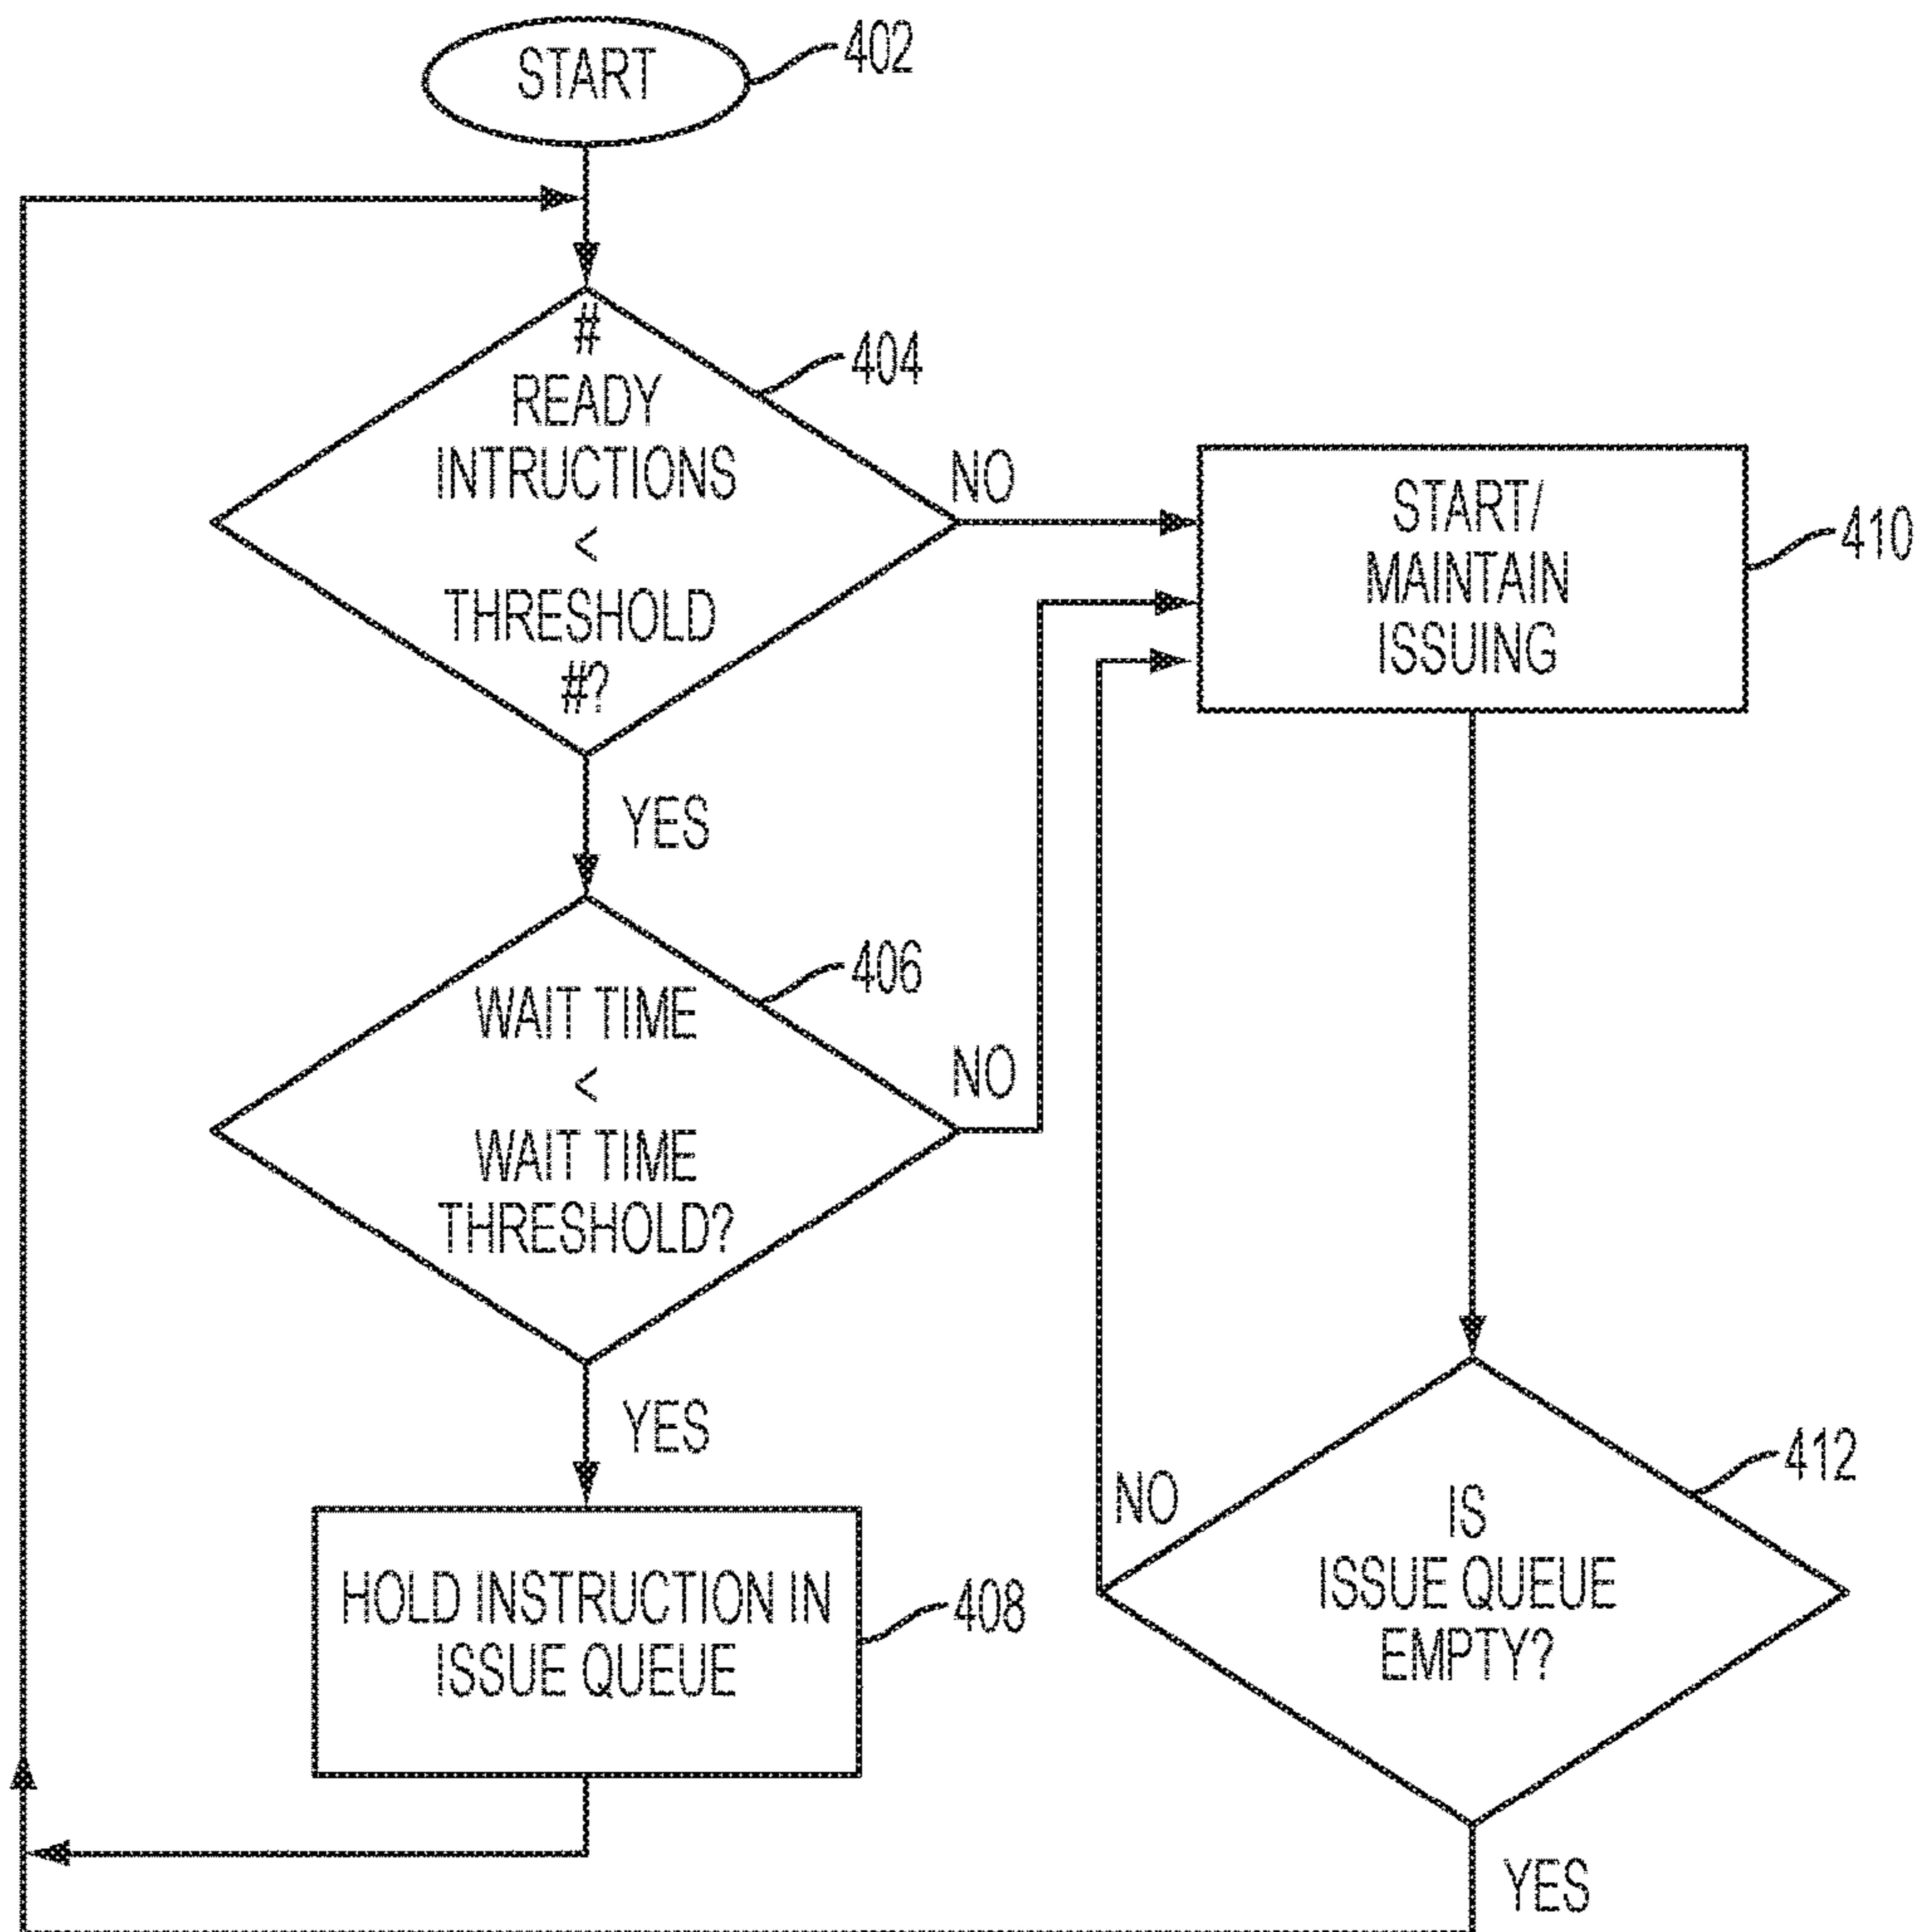 START
402
#
READY
INTRUCTIONS
<
THRESHOLD
#?
404
NO
YES
START/
MAINTAIN
ISSUING
410
WAIT TIME
<
WAIT TIME
THRESHOLD?
406
NO
YES
HOLD INSTRUCTION IN
ISSUE QUEUE
408
IS
ISSUE QUEUE
EMPTY?
412
NO
YES